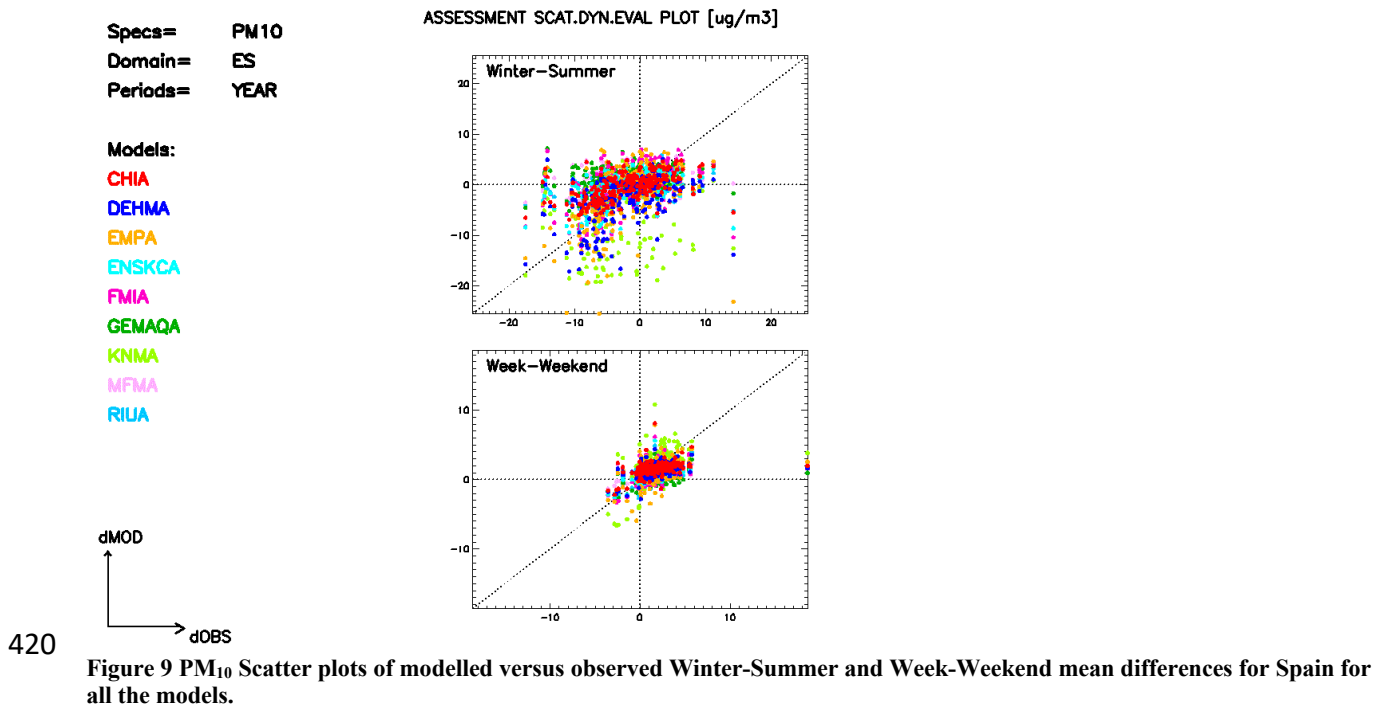 ASSESSMENT SCAT.DYN.EVAL PLOT [ug/m3]
Specs= PM10
Domain= ES
Periods= YEAR
Models:
CHIA
DEHMA
EMPA
ENSKCA
FMIA
GEMAQA
KNMA
MFMA
RIUA
Winter-Summer
20
10
0
-10
-20
-20 -10 0 10 20
Week-Weekend
10
0
-10
-10 0 10
dMOD
dOBS
420
Figure 9 PM₁₀ Scatter plots of modelled versus observed Winter-Summer and Week-Weekend mean differences for Spain for
all the models.